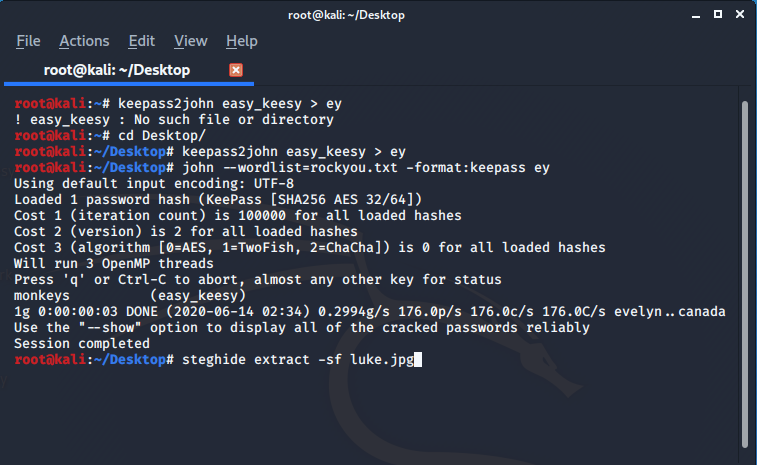 root@kali: ~/Desktop
File Actions Edit View Help
root@kali: ~/Desktop
root@kali:~# keepass2john easy_keesy > ey
! easy_keesy : No such file or directory
root@kali:~# cd Desktop/
root@kali:~/Desktop# keepass2john easy_keesy > ey
root@kali:~/Desktop# john --wordlist=rockyou.txt -format:keepass ey
Using default input encoding: UTF-8
Loaded 1 password hash (KeePass [SHA256 AES 32/64])
Cost 1 (iteration count) is 100000 for all loaded hashes
Cost 2 (version) is 2 for all loaded hashes
Cost 3 (algorithm [0=AES, 1=TwoFish, 2=ChaCha]) is 0 for all loaded hashes
Will run 3 OpenMP threads
Press 'q' or Ctrl-C to abort, almost any other key for status
monkeys          (easy_keesy)
1g 0:00:00:03 DONE (2020-06-14 02:34) 0.2994g/s 176.0p/s 176.0c/s 176.0C/s evelyn..canada
Use the "--show" option to display all of the cracked passwords reliably
Session completed
root@kali:~/Desktop# steghide extract -sf luke.jpg